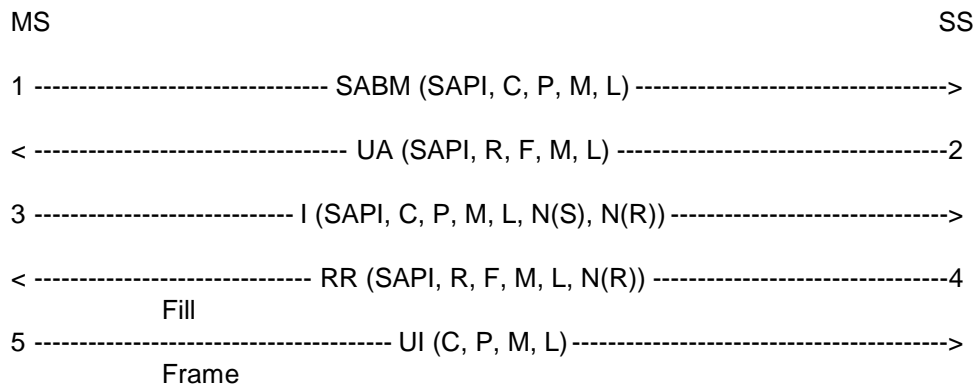 MS SS
1 --------------------------------- SABM (SAPI, C, P, M, L) ----------------------------------->
< ----------------------------------- UA (SAPI, R, F, M, L) -------------------------------------2
3 ----------------------------- I (SAPI, C, P, M, L, N(S), N(R)) ------------------------------->
< ------------------------------- RR (SAPI, R, F, M, L, N(R)) ---------------------------------4
Fill
5 ---------------------------------------- UI (C, P, M, L) ------------------------------------------>
Frame